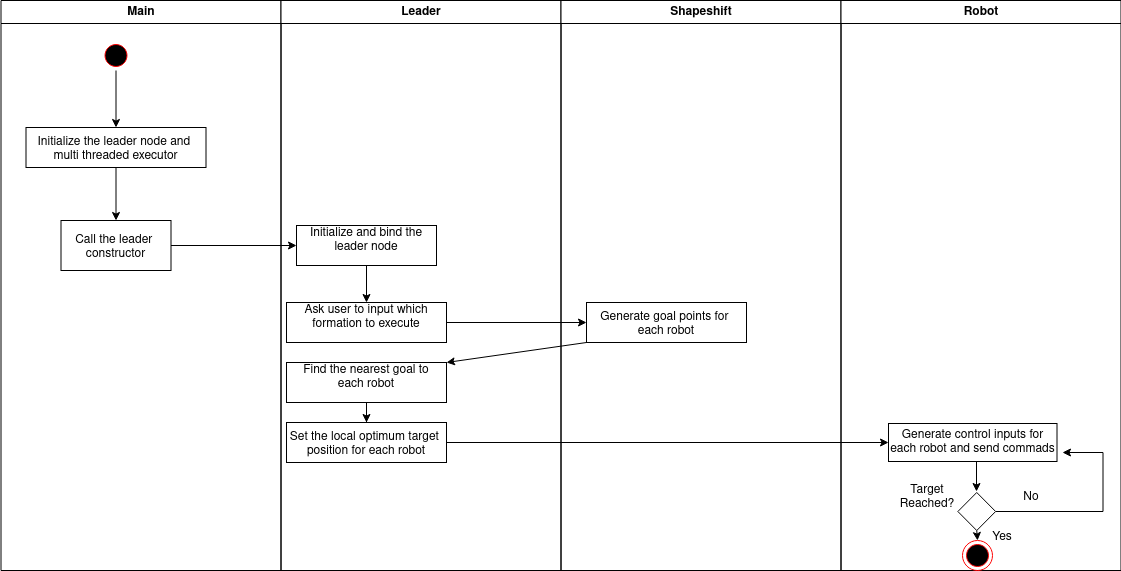 Main
Leader
Shapeshift
Robot
Initialize the leader node and
multi threaded executor
Call the leader
constructor
Initialize and bind the
leader node
Ask user to input which
formation to execute
Generate goal points for
each robot
Find the nearest goal to
each robot
Set the local optimum target
position for each robot
Generate control inputs for
each robot and send commads
Target
Reached?
No
Yes